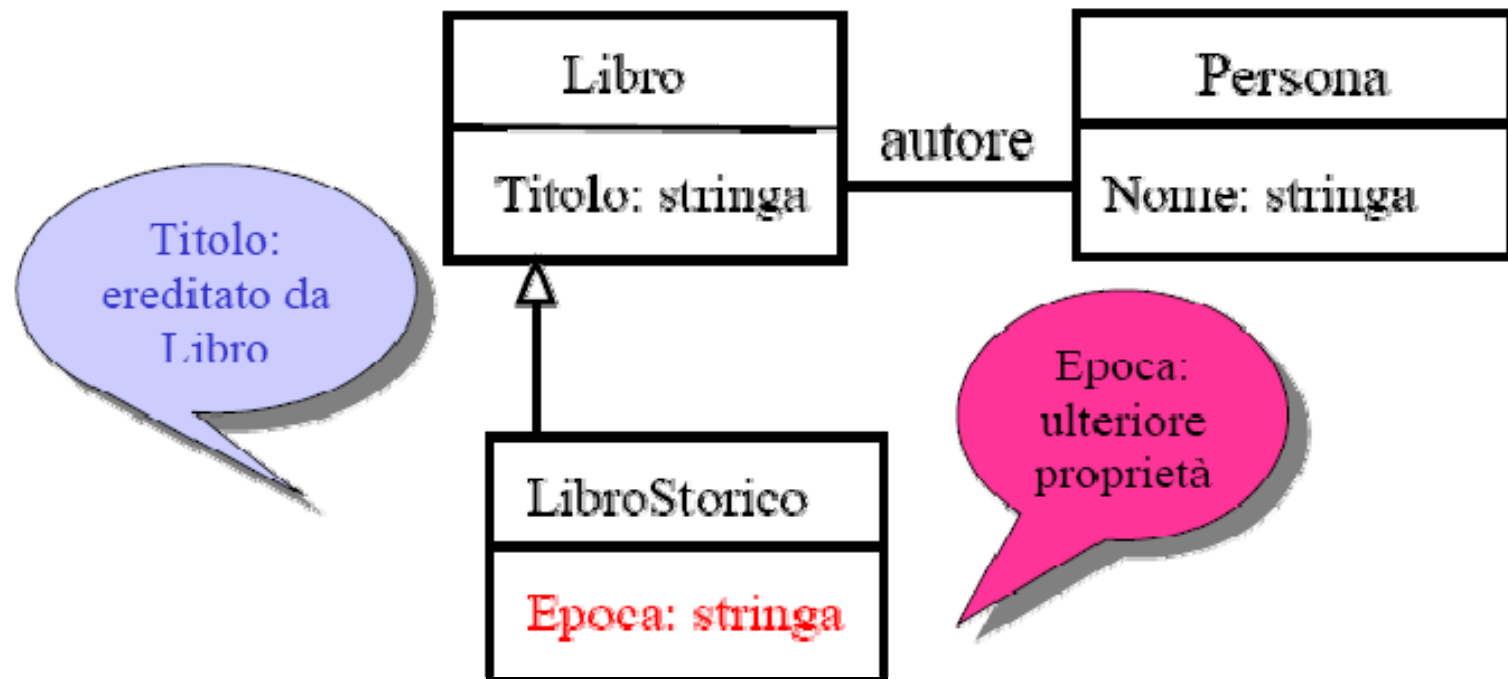 Libro
Titolo: stringa
autore
Persona
Nome: stringa
Titolo:
ereditato da
Libro
Epoca:
ulteriore
proprietà
LibroStorico
Epoca: stringa